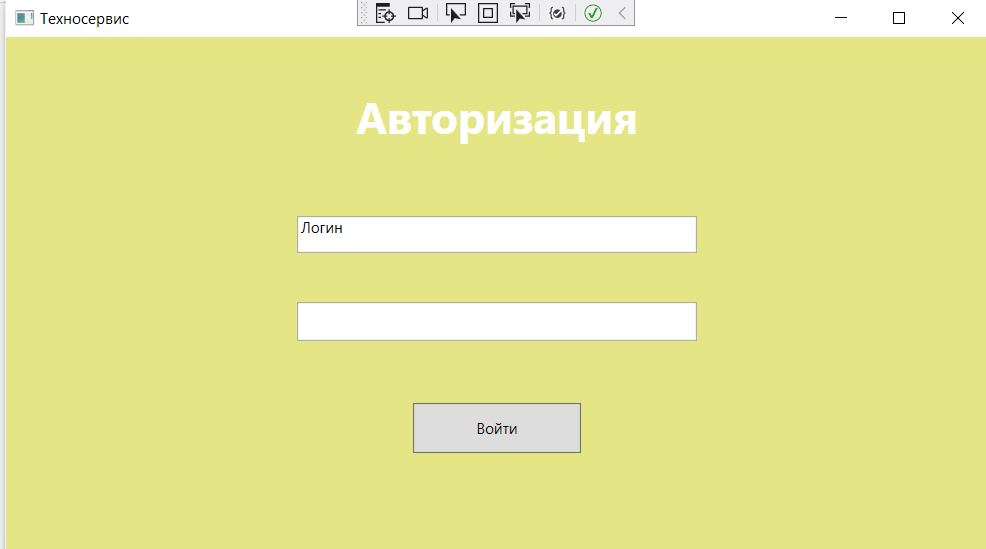 Техносервис
Авторизация
Логин
Войти